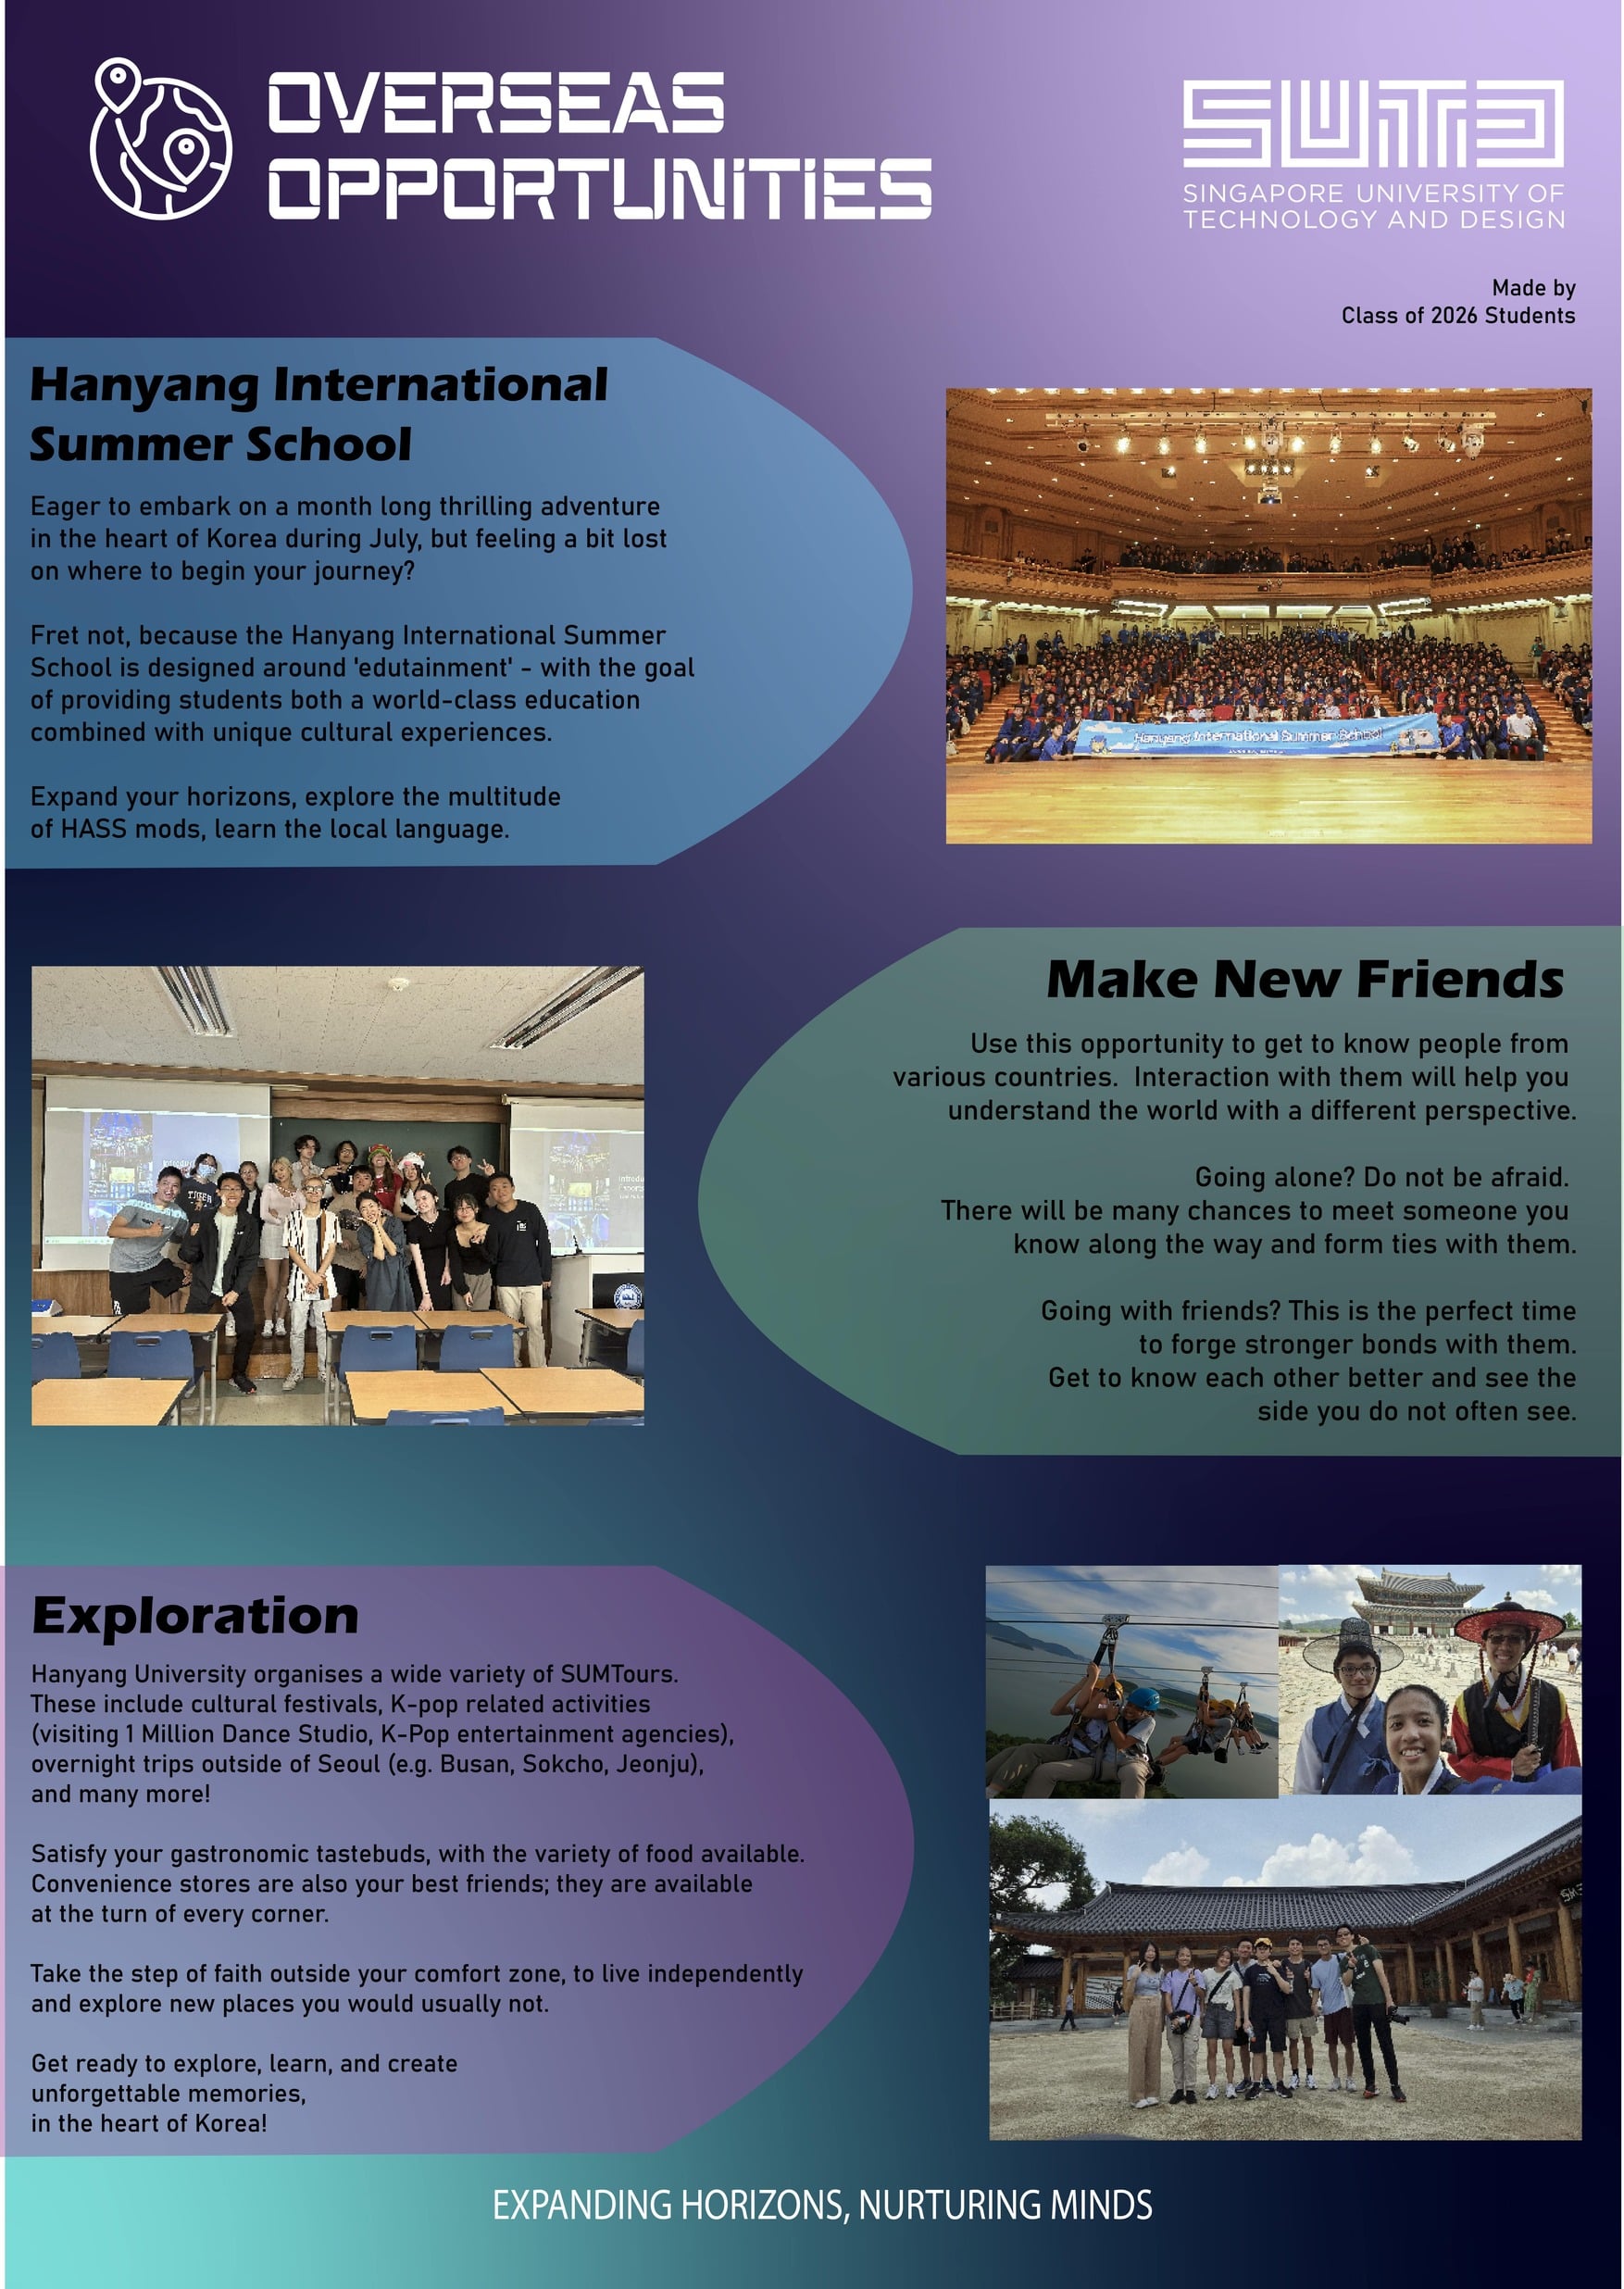 OVERSEAS
OPPORTUNITIES
SUTD
SINGAPORE UNIVERSITY OF
TECHNOLOGY AND DESIGN
Made by
Class of 2026 Students
Hanyang International
Summer School
Eager to embark on a month long thrilling adventure
in the heart of Korea during July, but feeling a bit lost
on where to begin your journey?
Fret not, because the Hanyang International Summer
School is designed around 'edutainment' - with the goal
of providing students both a world-class education
combined with unique cultural experiences.
Expand your horizons, explore the multitude
of HASS mods, learn the local language.
Hanyang International Summer School
Make New Friends
Use this opportunity to get to know people from
various countries.  Interaction with them will help you
understand the world with a different perspective.
Going alone? Do not be afraid.
There will be many chances to meet someone you
know along the way and form ties with them.
Going with friends? This is the perfect time
to forge stronger bonds with them.
Get to know each other better and see the
side you do not often see.
TIGER
Exploration
Hanyang University organises a wide variety of SUMTours.
These include cultural festivals, K-pop related activities
(visiting 1 Million Dance Studio, K-Pop entertainment agencies),
overnight trips outside of Seoul (e.g. Busan, Sokcho, Jeonju),
and many more!
Satisfy your gastronomic tastebuds, with the variety of food available.
Convenience stores are also your best friends; they are available
at the turn of every corner.
Take the step of faith outside your comfort zone, to live independently
and explore new places you would usually not.
Get ready to explore, learn, and create
unforgettable memories,
in the heart of Korea!
EXPANDING HORIZONS, NURTURING MINDS